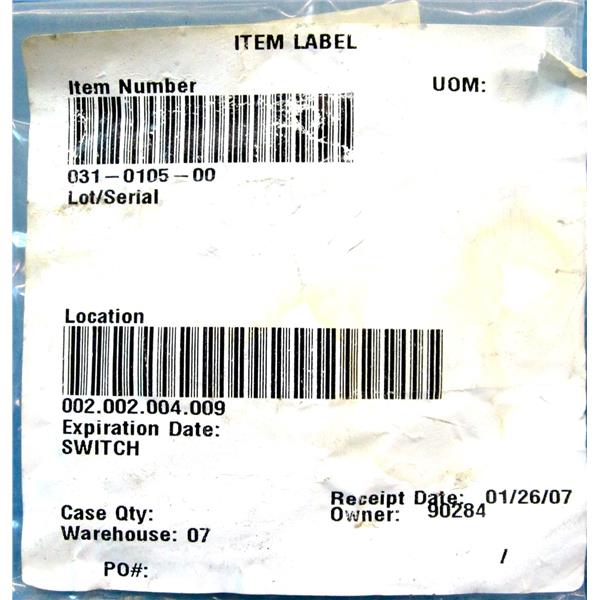 ITEM LABEL
Item Number UOM:
031-0105-00
Lot/Serial
Location
002.002.004.009
Expiration Date:
SWITCH
Receipt Date: 01/26/07
Case Qty: Owner: 90284
Warehouse: 07
PO#: /